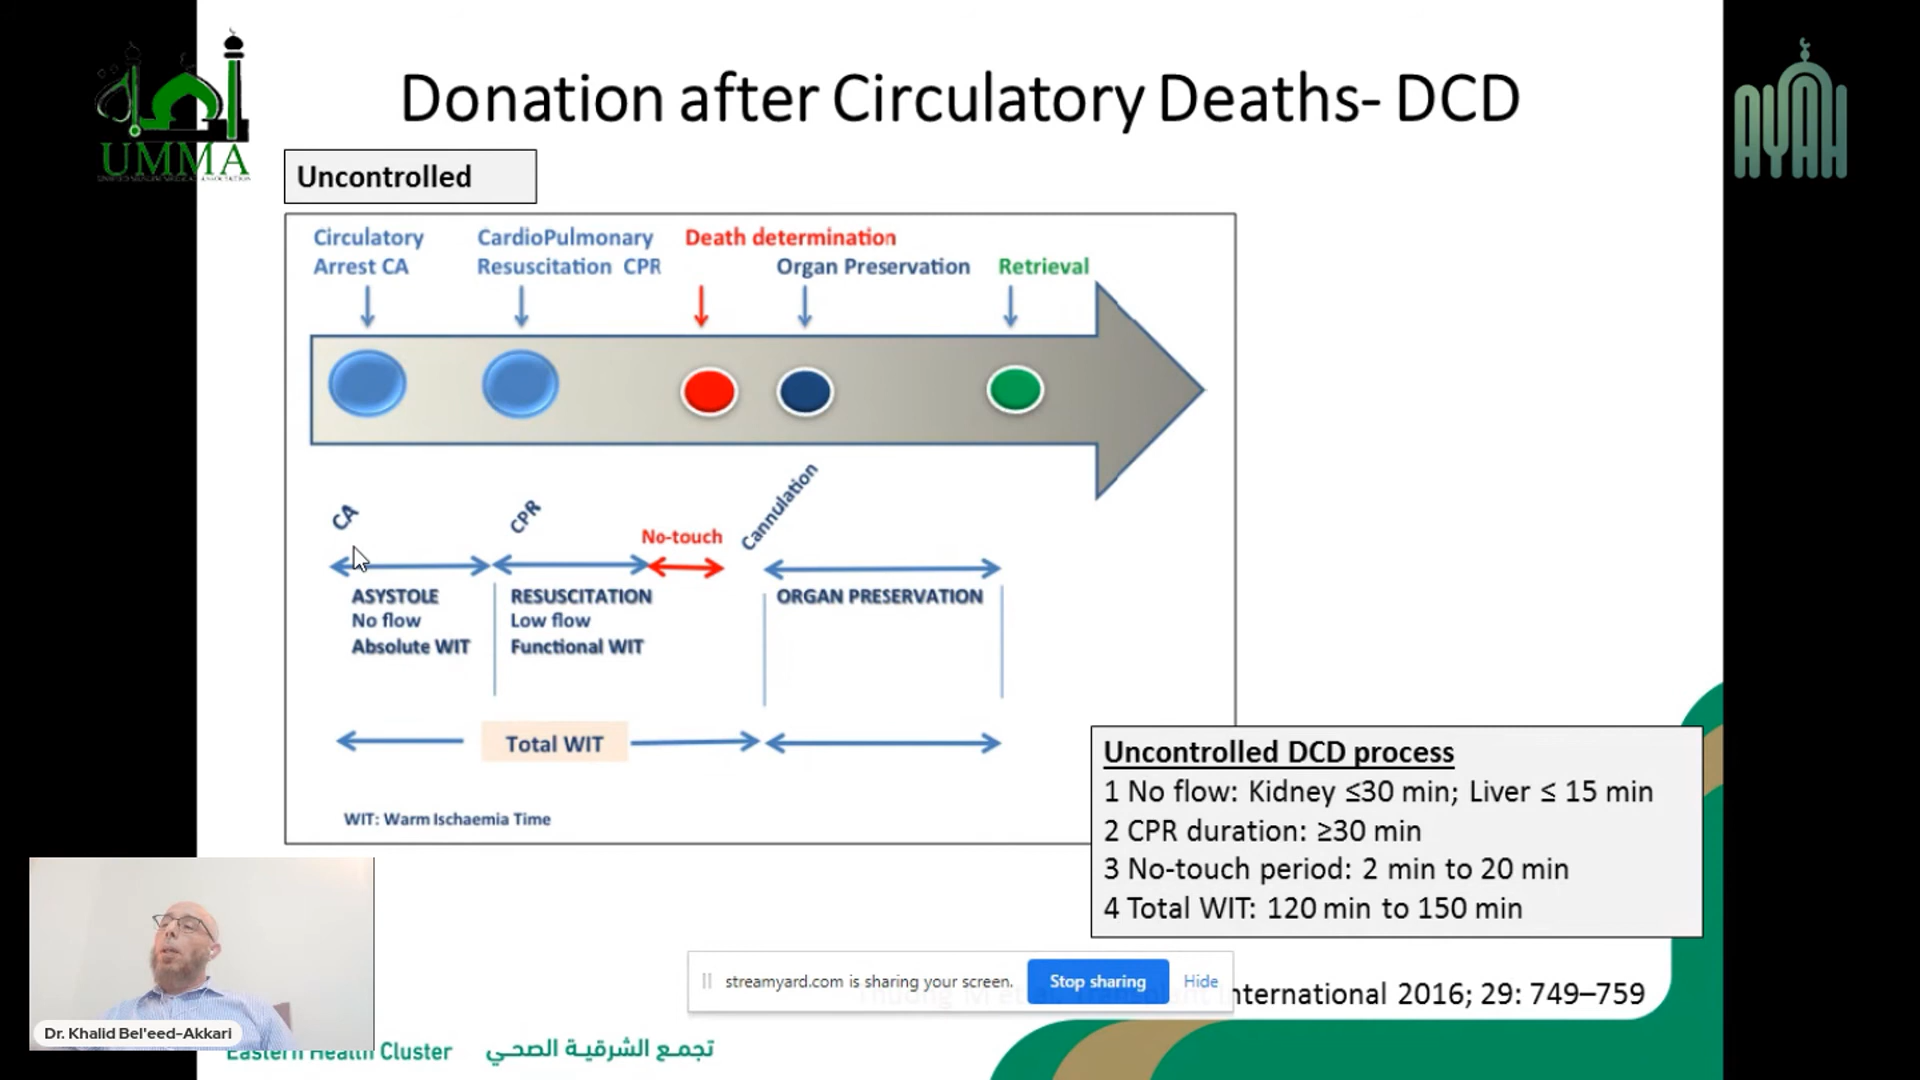 Donation after Circulatory Deaths- DCD
UMMA
AYAH
Uncontrolled
Circulatory
Arrest CA
CardioPulmonary
Resuscitation CPR
Death determination
Organ Preservation
Retrieval
CA
CPR
No-touch
Cannulation
ASYSTOLE
No flow
Absolute WIT
RESUSCITATION
Low flow
Functional WIT
ORGAN PRESERVATION
Total WIT
WIT: Warm Ischaemia Time
Uncontrolled DCD process
1 No flow: Kidney ≤30 min; Liver ≤ 15 min
2 CPR duration: ≥30 min
3 No-touch period: 2 min to 20 min
4 Total WIT: 120 min to 150 min
streamyard.com is sharing your screen.
Stop sharing
Hide
International 2016; 29: 749–759
Dr. Khalid Bel'eed-Akkari
Eastern Health Cluster
تجمع الشرقية الصحي